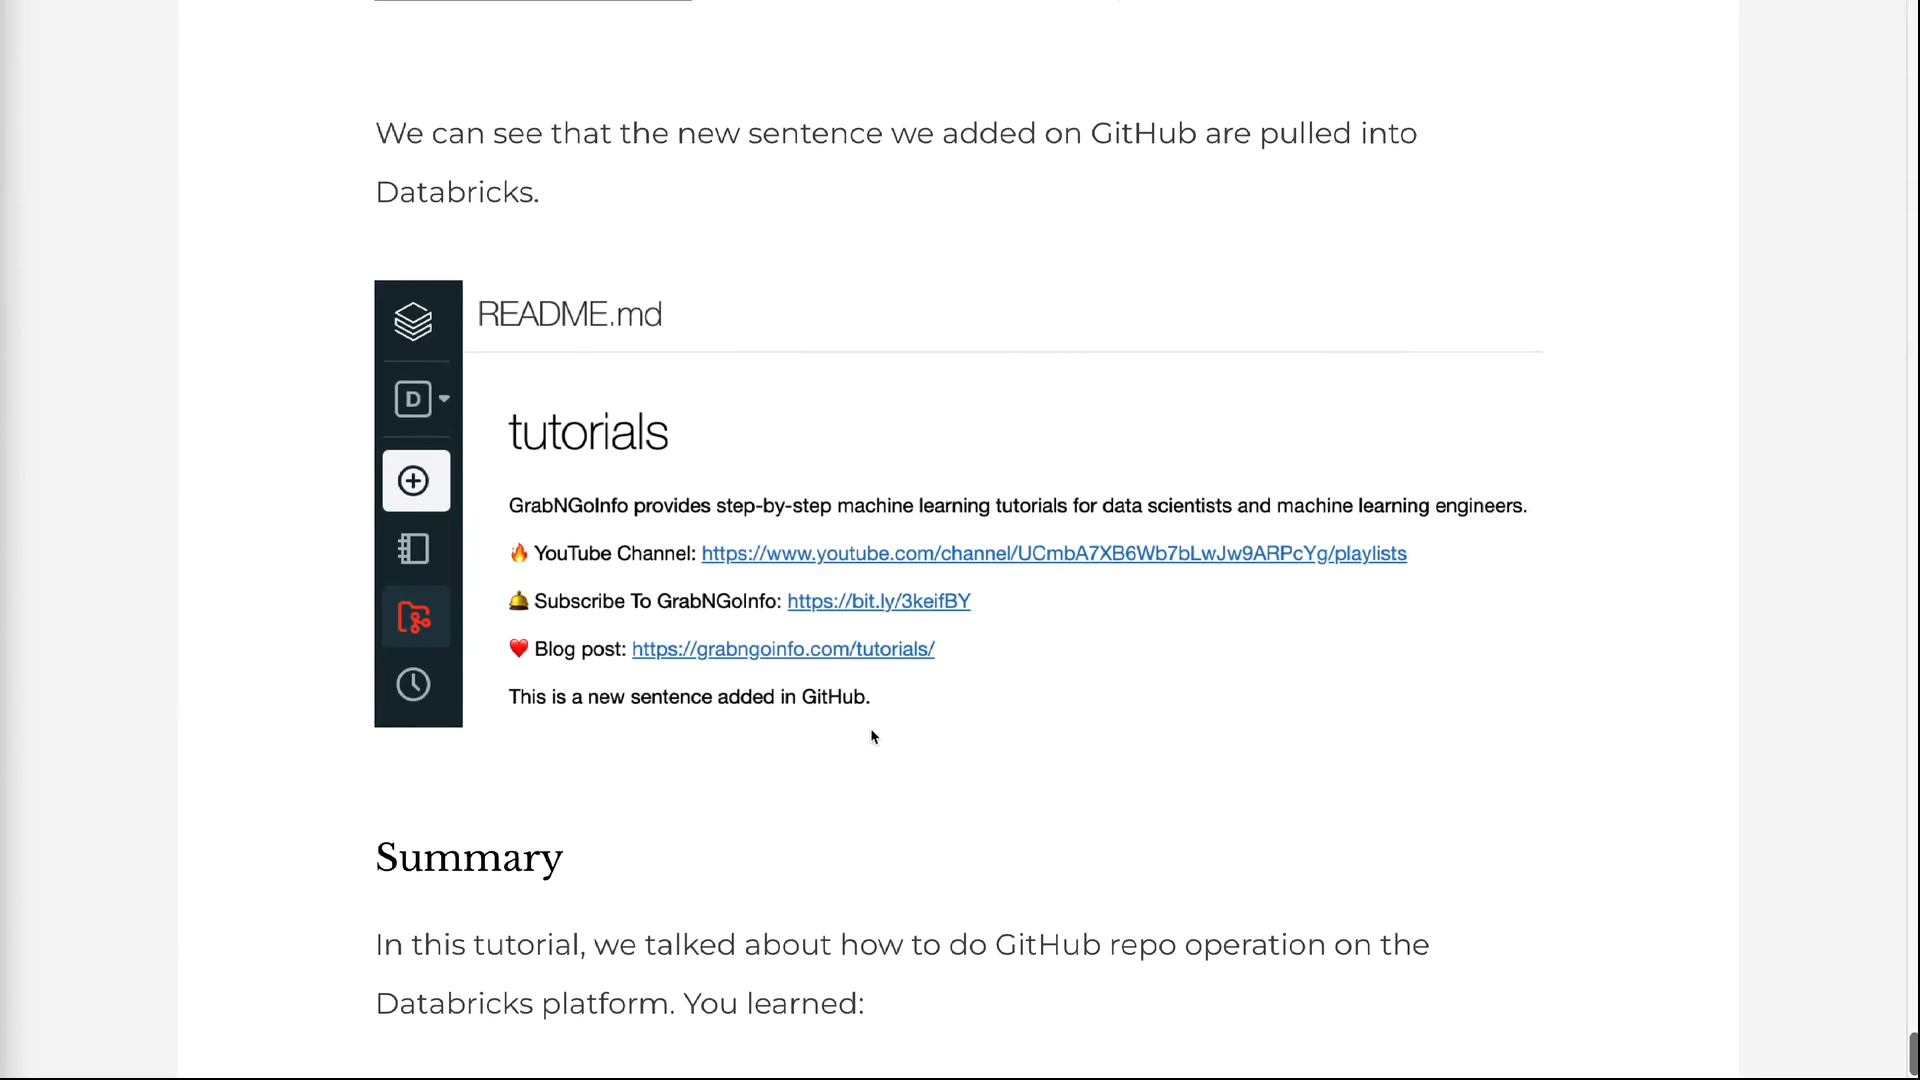 We can see that the new sentence we added on GitHub are pulled into
Databricks.
README.md
D
tutorials
GrabNGoInfo provides step-by-step machine learning tutorials for data scientists and machine learning engineers.
🔥 YouTube Channel: https://www.youtube.com/channel/UCmbA7XB6Wb7bLwJw9ARPcYg/playlists
🛎️ Subscribe To GrabNGoInfo: https://bit.ly/3keifBY
❤️ Blog post: https://grabngoinfo.com/tutorials/
This is a new sentence added in GitHub.
Summary
In this tutorial, we talked about how to do GitHub repo operation on the
Databricks platform. You learned: